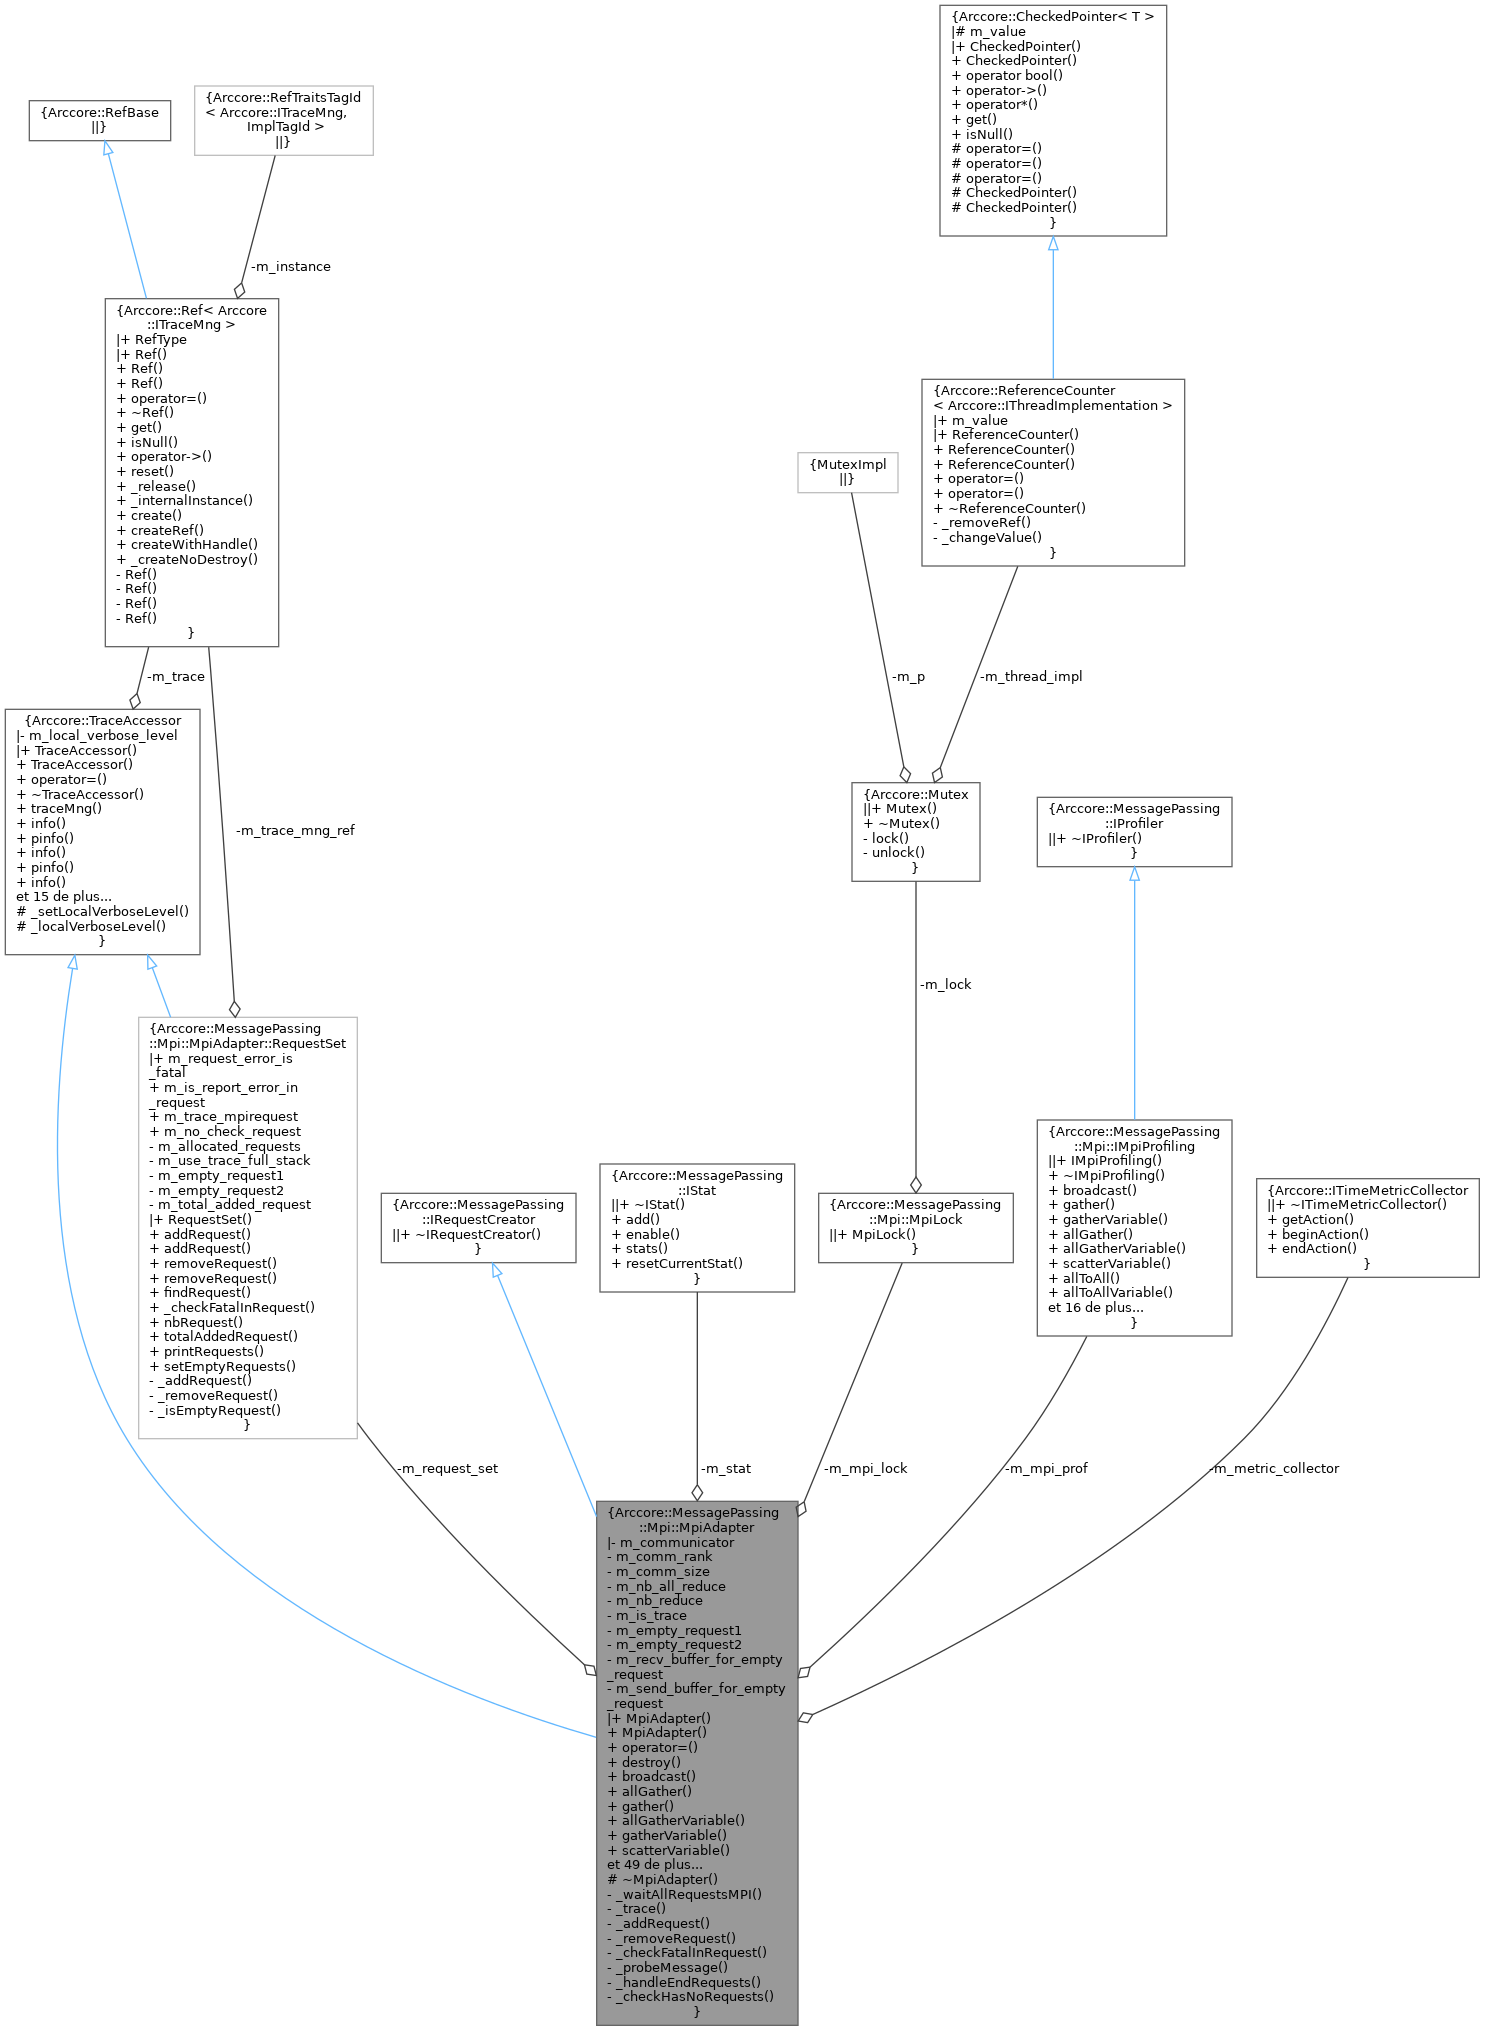 {Arccore::CheckedPointer< T >
|# m_value
|+ CheckedPointer()
+ CheckedPointer()
+ operator bool()
+ operator->()
+ operator*()
+ get()
+ isNull()
# operator=()
# operator=()
# operator=()
# CheckedPointer()
# CheckedPointer()
}
{Arccore::RefBase
||}
{Arccore::RefTraitsTagId
< Arccore::ITraceMng,
ImplTagId >
||}
-m_instance
{Arccore::Ref< Arccore
::ITraceMng >
|+ RefType
|+ Ref()
+ Ref()
+ Ref()
+ operator=()
+ ~Ref()
+ get()
+ isNull()
+ operator->()
+ reset()
+ _release()
+ _internalInstance()
+ create()
+ createRef()
+ createWithHandle()
+ _createNoDestroy()
- Ref()
- Ref()
- Ref()
- Ref()
}
{Arccore::ReferenceCounter
< Arccore::IThreadImplementation >
|+ m_value
|+ ReferenceCounter()
+ ReferenceCounter()
+ ReferenceCounter()
+ operator=()
+ operator=()
+ ~ReferenceCounter()
- _removeRef()
- _changeValue()
}
{MutexImpl
||}
-m_trace
-m_p
-m_thread_impl
{Arccore::TraceAccessor
|- m_local_verbose_level
|+ TraceAccessor()
+ TraceAccessor()
+ operator=()
+ ~TraceAccessor()
+ traceMng()
+ info()
+ pinfo()
+ info()
+ pinfo()
+ info()
et 15 de plus...
# _setLocalVerboseLevel()
# _localVerboseLevel()
}
-m_trace_mng_ref
{Arccore::Mutex
||+ Mutex()
+ ~Mutex()
- lock()
- unlock()
}
{Arccore::MessagePassing
::IProfiler
||+ ~IProfiler()
}
-m_lock
{Arccore::MessagePassing
::Mpi::MpiAdapter::RequestSet
|+ m_request_error_is
_fatal
+ m_is_report_error_in
_request
+ m_trace_mpirequest
+ m_no_check_request
- m_allocated_requests
- m_use_trace_full_stack
- m_empty_request1
- m_empty_request2
- m_total_added_request
|+ RequestSet()
+ addRequest()
+ addRequest()
+ removeRequest()
+ removeRequest()
+ findRequest()
+ _checkFatalInRequest()
+ nbRequest()
+ totalAddedRequest()
+ printRequests()
+ setEmptyRequests()
- _addRequest()
- _removeRequest()
- _isEmptyRequest()
}
{Arccore::MessagePassing
::IRequestCreator
||+ ~IRequestCreator()
}
{Arccore::MessagePassing
::IStat
||+ ~IStat()
+ add()
+ enable()
+ stats()
+ resetCurrentStat()
}
{Arccore::MessagePassing
::Mpi::MpiLock
||+ MpiLock()
}
{Arccore::MessagePassing
::Mpi::IMpiProfiling
||+ IMpiProfiling()
+ ~IMpiProfiling()
+ broadcast()
+ gather()
+ gatherVariable()
+ allGather()
+ allGatherVariable()
+ scatterVariable()
+ allToAll()
+ allToAllVariable()
et 16 de plus...
}
{Arccore::ITimeMetricCollector
||+ ~ITimeMetricCollector()
+ getAction()
+ beginAction()
+ endAction()
}
-m_request_set
-m_stat
-m_mpi_lock
-m_mpi_prof
-m_metric_collector
{Arccore::MessagePassing
::Mpi::MpiAdapter
|- m_communicator
- m_comm_rank
- m_comm_size
- m_nb_all_reduce
- m_nb_reduce
- m_is_trace
- m_empty_request1
- m_empty_request2
- m_recv_buffer_for_empty
_request
- m_send_buffer_for_empty
_request
|+ MpiAdapter()
+ MpiAdapter()
+ operator=()
+ destroy()
+ broadcast()
+ allGather()
+ gather()
+ allGatherVariable()
+ gatherVariable()
+ scatterVariable()
et 49 de plus...
# ~MpiAdapter()
- _waitAllRequestsMPI()
- _trace()
- _addRequest()
- _removeRequest()
- _checkFatalInRequest()
- _probeMessage()
- _handleEndRequests()
- _checkHasNoRequests()
}